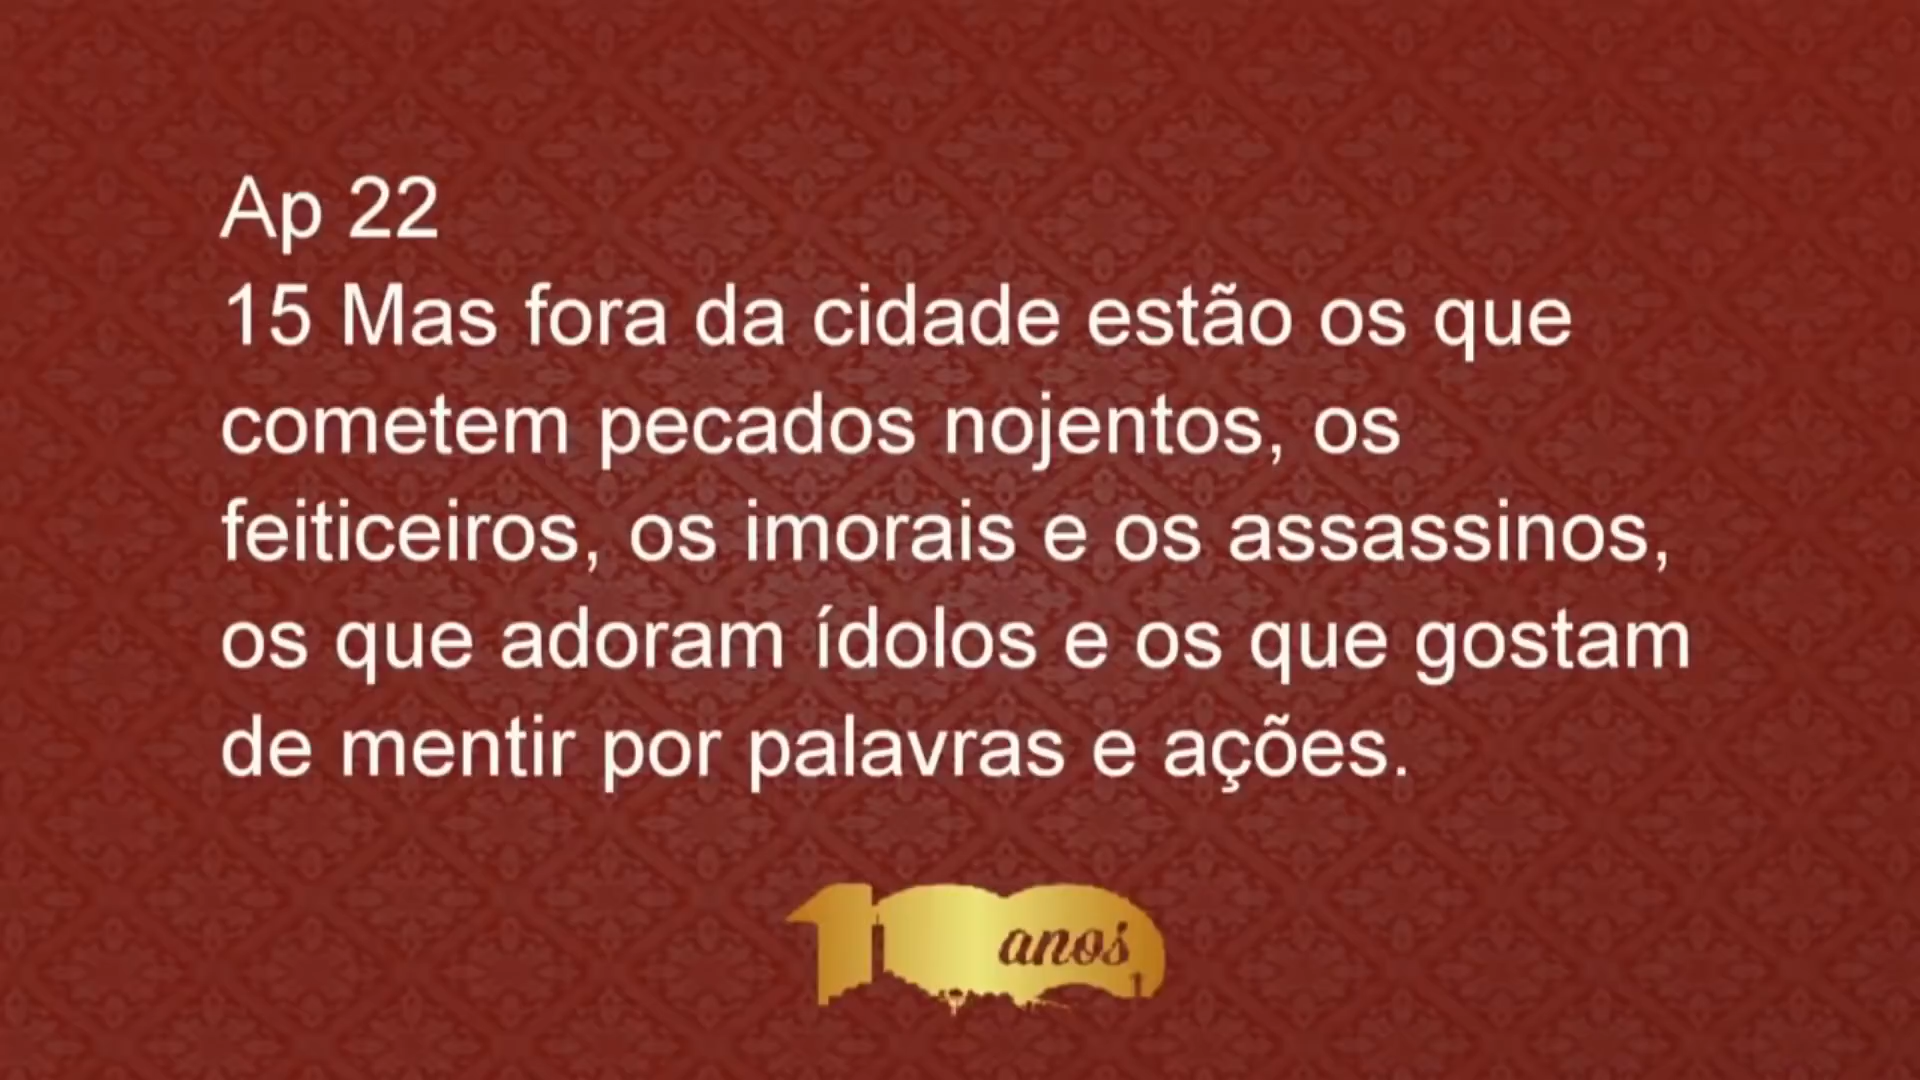 Ap 22
15 Mas fora da cidade estão os que
cometem pecados nojentos, os
feiticeiros, os imorais e os assassinos,
os que adoram ídolos e os que gostam
de mentir por palavras e ações.
100 anos